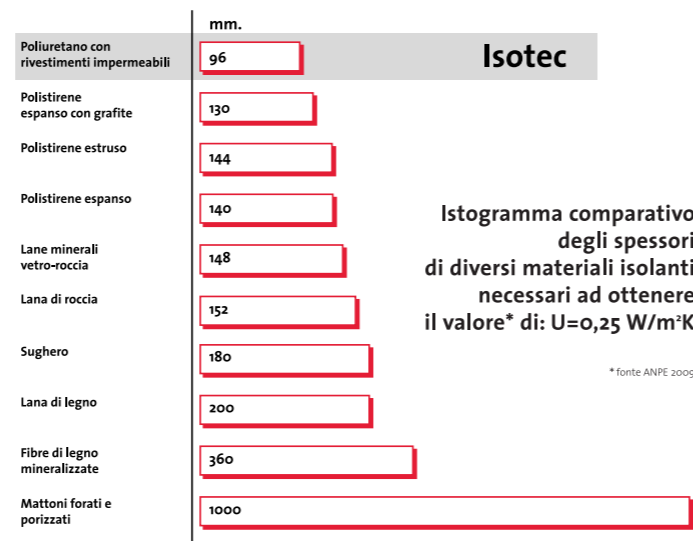 mm.
Poliuretano con
rivestimenti impermeabili
96
Isotec
Polistirene
espanso con grafite
130
Polistirene estruso
144
Polistirene espanso
140
Lane minerali
vetro-roccia
148
Lana di roccia
152
Sughero
180
Lana di legno
200
Fibre di legno
mineralizzate
360
Mattoni forati e
porizzati
1000
Istogramma comparativo
degli spessori
di diversi materiali isolanti
necessari ad ottenere
il valore* di: U=0,25 W/m²K
* fonte ANPE 2009